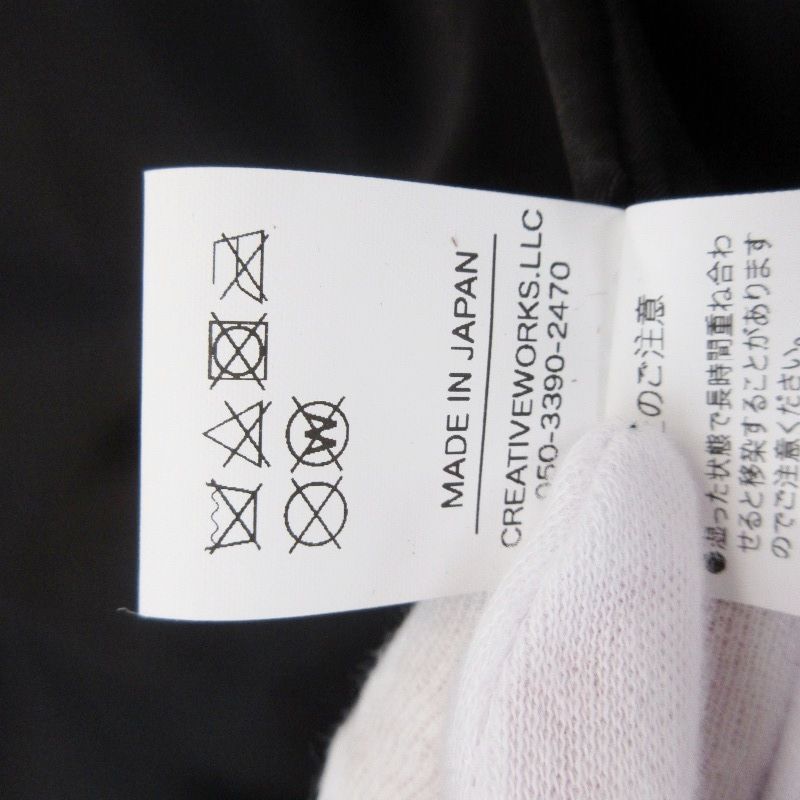 MADE IN JAPAN
CREATIVEWORKS.LLC
050-3390-2470
のご注意
●湿った状態で長時間重ね合わ
せると移染することがあります
のでご注意ください。